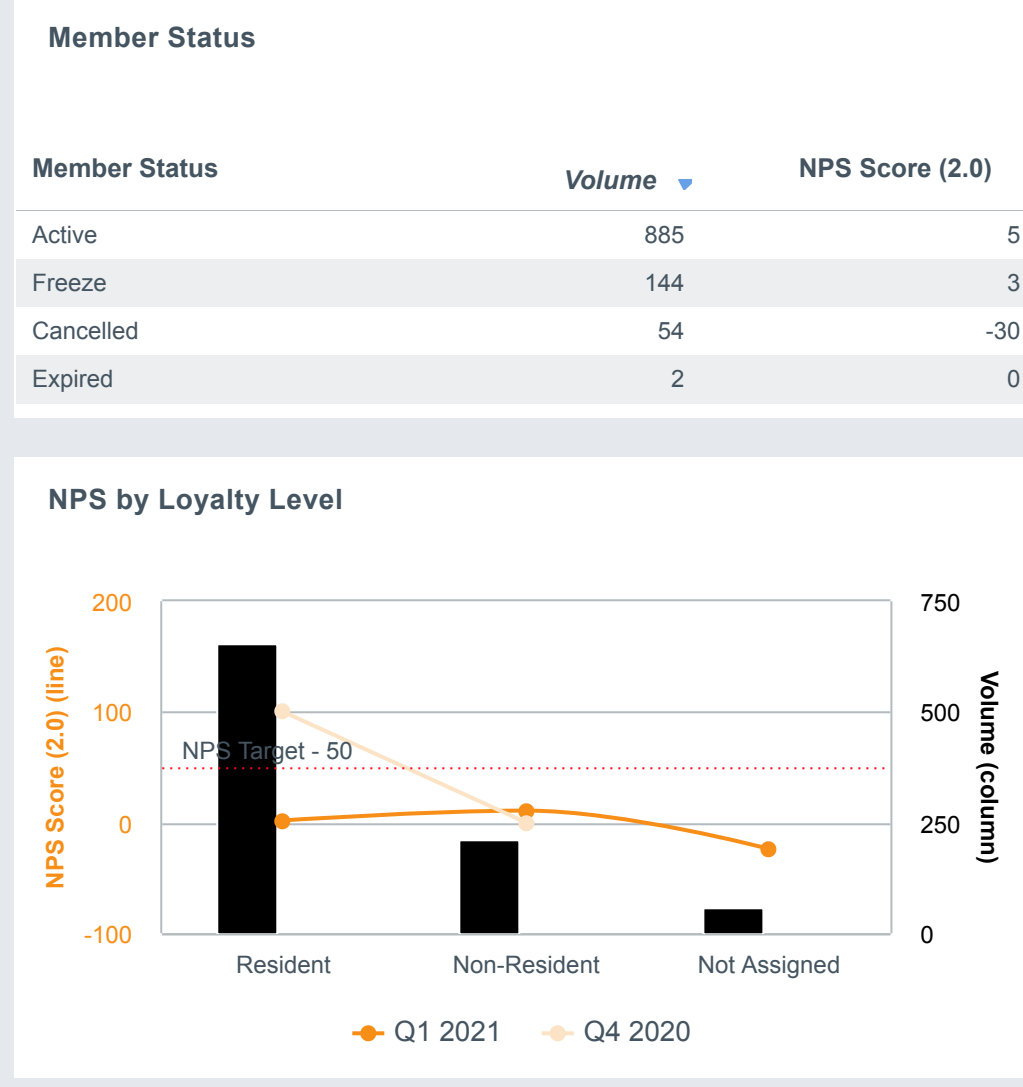 Member Status
Member Status Volume NPS Score (2.0)
Active 885 5
Freeze 144 3
Cancelled 54 -30
Expired 2 0
NPS by Loyalty Level
200 750
100 500
NPS Target - 50
0 250
-100 0
NPS Score (2.0) (line)
Volume (column)
Resident Non-Resident Not Assigned
Q1 2021 Q4 2020